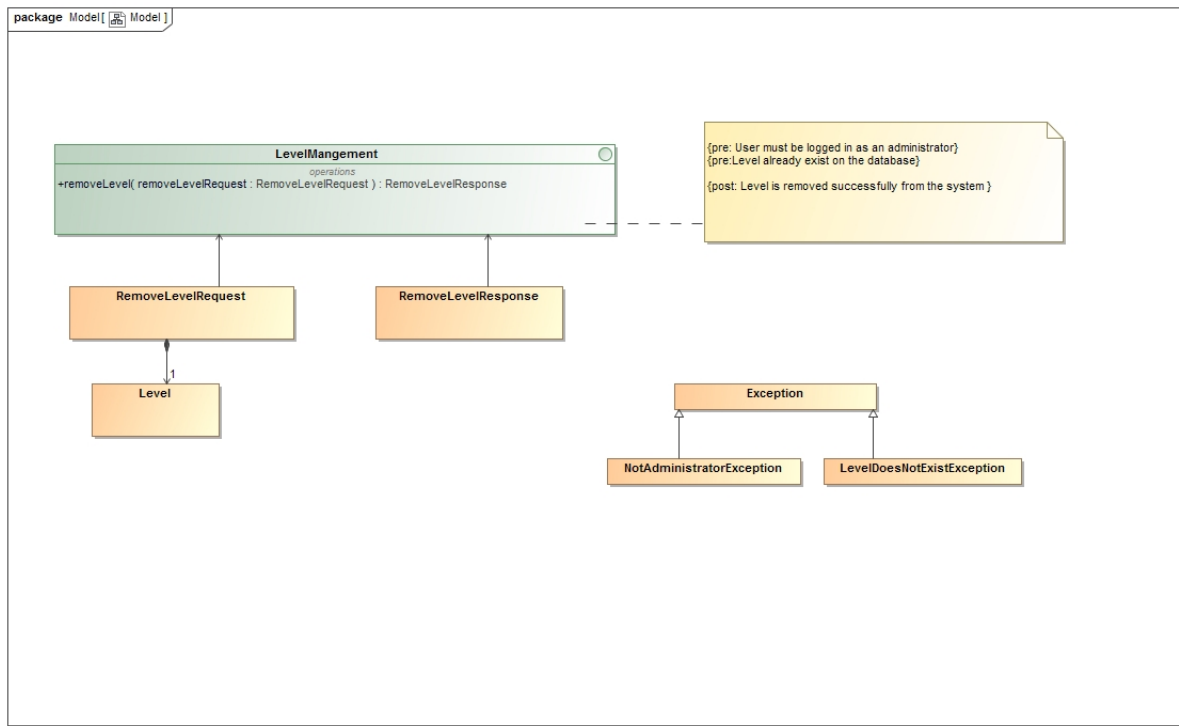 package Model[ Model ]
LevelMangement
operations
+removeLevel( removeLevelRequest : RemoveLevelRequest ) : RemoveLevelResponse
{pre: User must be logged in as an administrator}
{pre:Level already exist on the database}
{post: Level is removed successfully from the system }
RemoveLevelRequest
RemoveLevelResponse
1
Level
Exception
NotAdministratorException
LevelDoesNotExistException